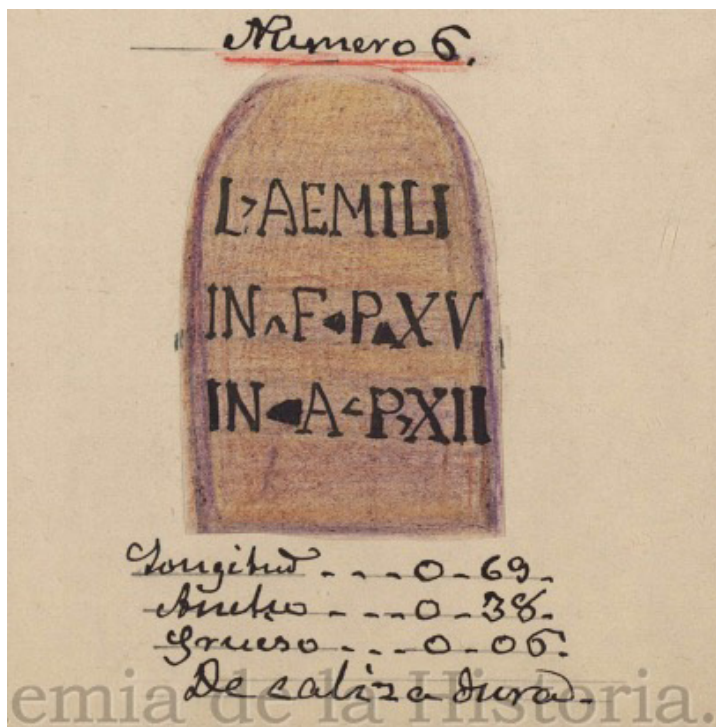 Numero 6.
L › AEMILI
IN ^ F ◂ P ▴ XV
IN ◂ A < P › XII
Longitud - - - 0 - 69 -
Ancho - - - 0 - 38 -
Grueso - - - 0 - 06 -
De caliza dura -
emia de la Historia.